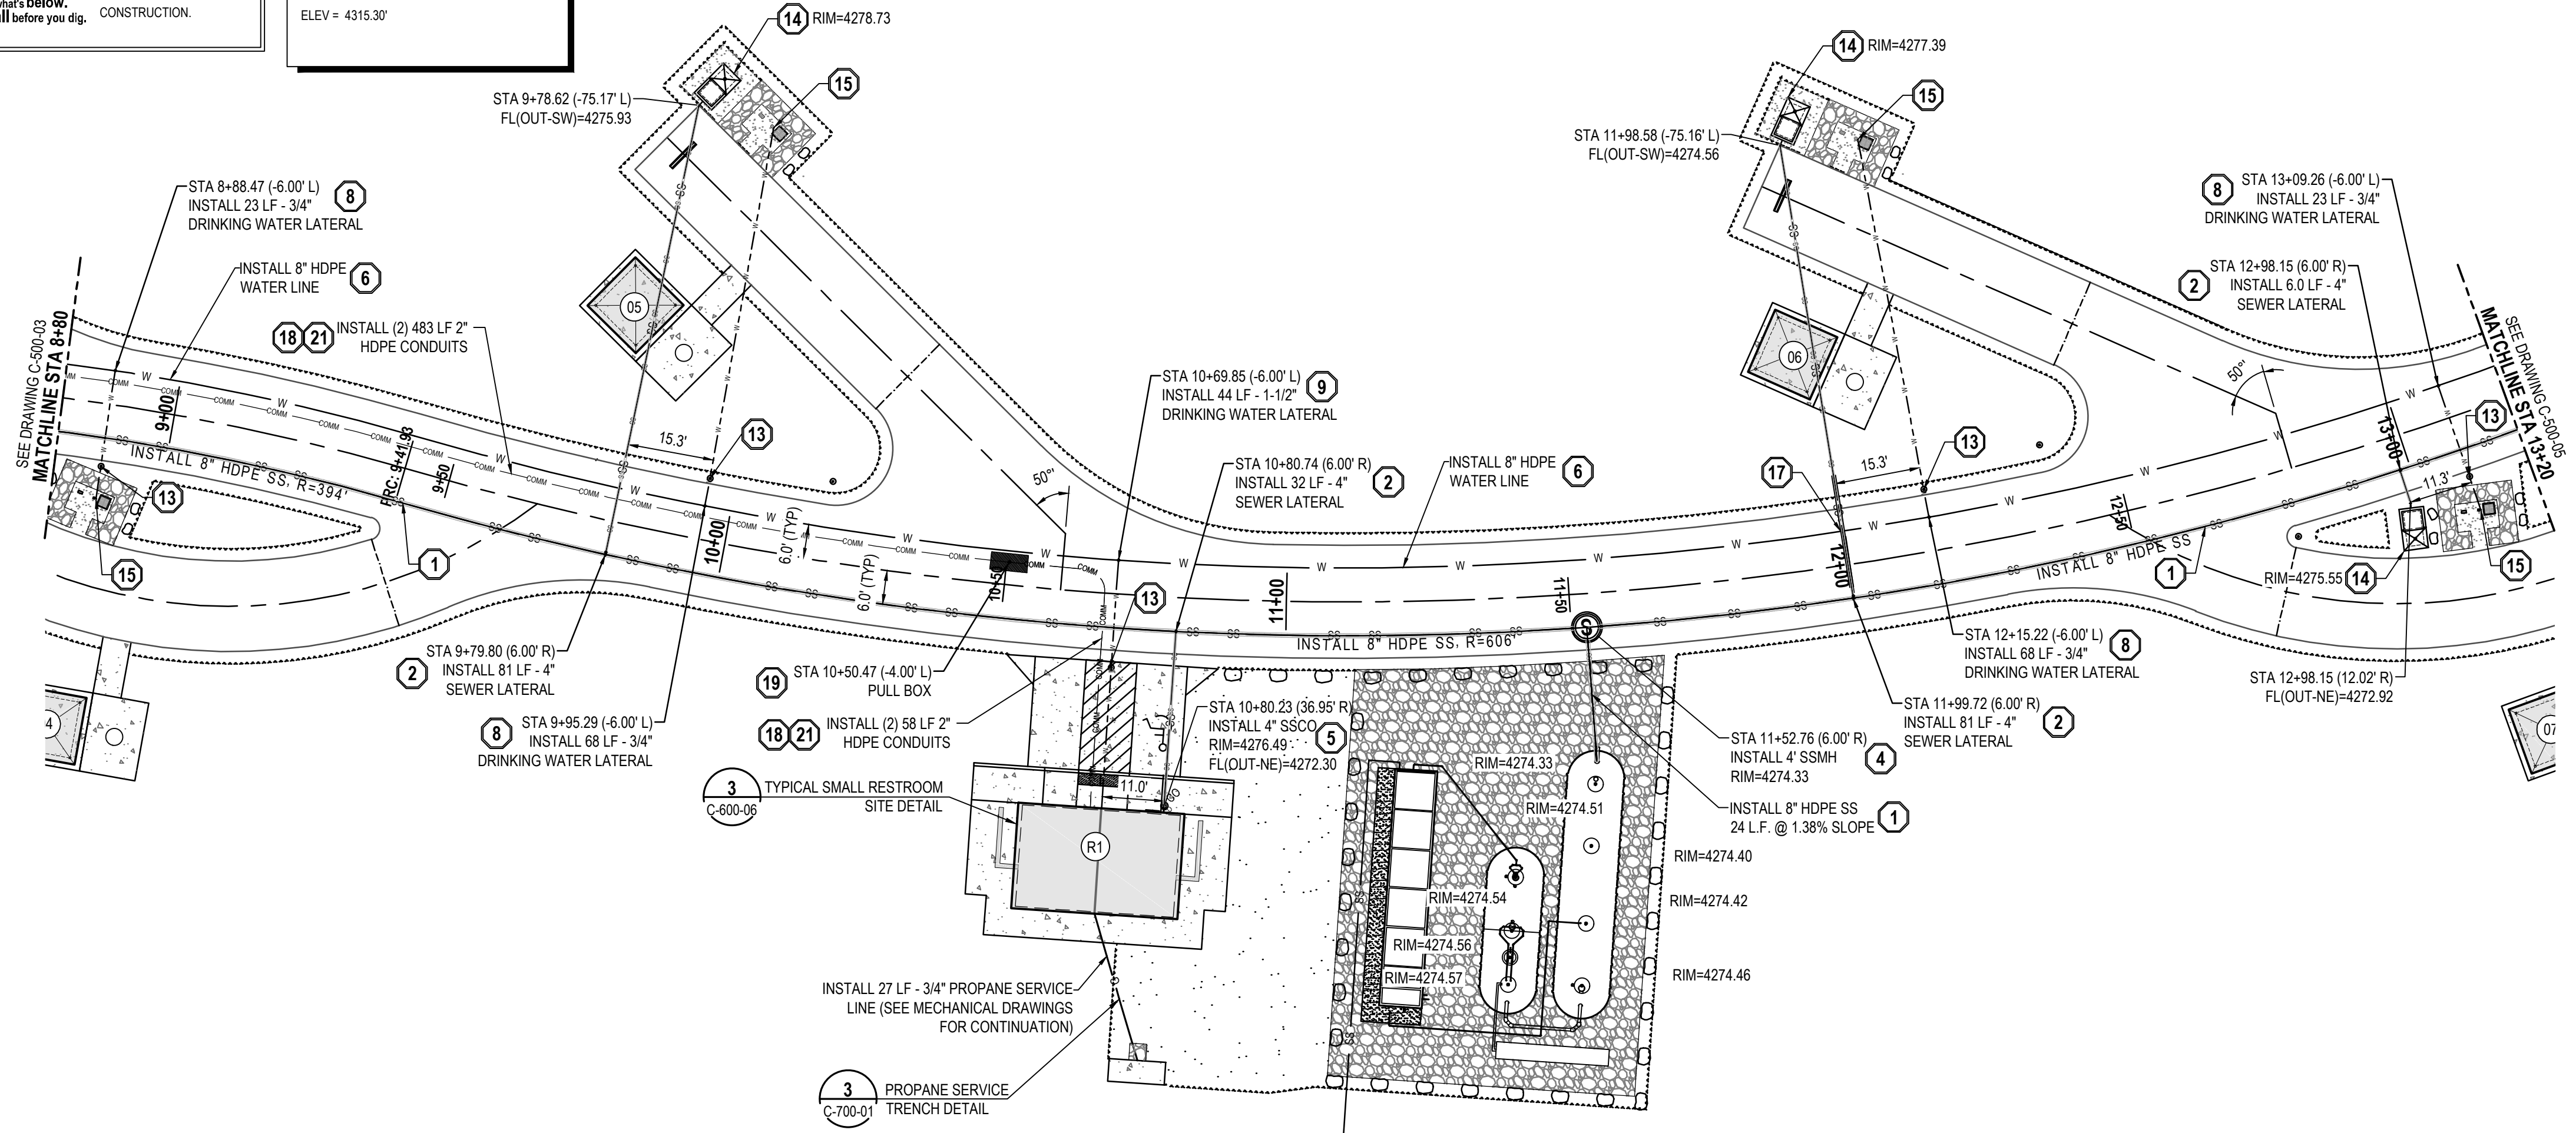 what's below.
before you dig.
CONSTRUCTION.
ELEV = 4315.30'
14 RIM=4278.73
15
STA 9+78.62 (-75.17' L)
FL(OUT-SW)=4275.93
14 RIM=4277.39
15
STA 11+98.58 (-75.16' L)
FL(OUT-SW)=4274.56
STA 8+88.47 (-6.00' L)
INSTALL 23 LF - 3/4"
DRINKING WATER LATERAL
8
INSTALL 8" HDPE
WATER LINE
6
18 21
INSTALL (2) 483 LF 2"
HDPE CONDUITS
SEE DRAWING C-500-03
MATCHLINE STA 8+80
9+00
INSTALL 8" HDPE SS, R=394'
PRC: 9+41.93
9+50
13
15
1
05
15.3'
13
10+00
6.0' (TYP)
6.0' (TYP)
50°
10+50
STA 10+69.85 (-6.00' L)
INSTALL 44 LF - 1-1/2"
DRINKING WATER LATERAL
9
STA 10+80.74 (6.00' R)
INSTALL 32 LF - 4"
SEWER LATERAL
2
INSTALL 8" HDPE
WATER LINE
6
13
11+00
INSTALL 8" HDPE SS, R=606'
11+50
S
17
06
15.3'
13
12+00
12+50
INSTALL 8" HDPE SS
1
50°
8
STA 13+09.26 (-6.00' L)
INSTALL 23 LF - 3/4"
DRINKING WATER LATERAL
2
STA 12+98.15 (6.00' R)
INSTALL 6.0 LF - 4"
SEWER LATERAL
SEE DRAWING C-500-05
MATCHLINE STA 13+20
13
13+00
11.3'
RIM=4275.55 14
15
STA 12+98.15 (12.02' R)
FL(OUT-NE)=4272.92
07
STA 12+15.22 (-6.00' L)
INSTALL 68 LF - 3/4"
DRINKING WATER LATERAL
8
STA 11+99.72 (6.00' R)
INSTALL 81 LF - 4"
SEWER LATERAL
2
4
2
STA 9+79.80 (6.00' R)
INSTALL 81 LF - 4"
SEWER LATERAL
8
STA 9+95.29 (-6.00' L)
INSTALL 68 LF - 3/4"
DRINKING WATER LATERAL
19
STA 10+50.47 (-4.00' L)
PULL BOX
18 21
INSTALL (2) 58 LF 2"
HDPE CONDUITS
3
C-600-06
TYPICAL SMALL RESTROOM
SITE DETAIL
STA 10+80.23 (36.95' R)
INSTALL 4" SSCO
RIM=4276.49
FL(OUT-NE)=4272.30
5
11.0'
CO
R1
STA 11+52.76 (6.00' R)
INSTALL 4' SSMH
RIM=4274.33
4
INSTALL 8" HDPE SS
24 L.F. @ 1.38% SLOPE
1
RIM=4274.33
RIM=4274.51
RIM=4274.40
RIM=4274.54
RIM=4274.42
RIM=4274.56
RIM=4274.57
RIM=4274.46
INSTALL 27 LF - 3/4" PROPANE SERVICE
LINE (SEE MECHANICAL DRAWINGS
FOR CONTINUATION)
3
C-700-01
PROPANE SERVICE
TRENCH DETAIL